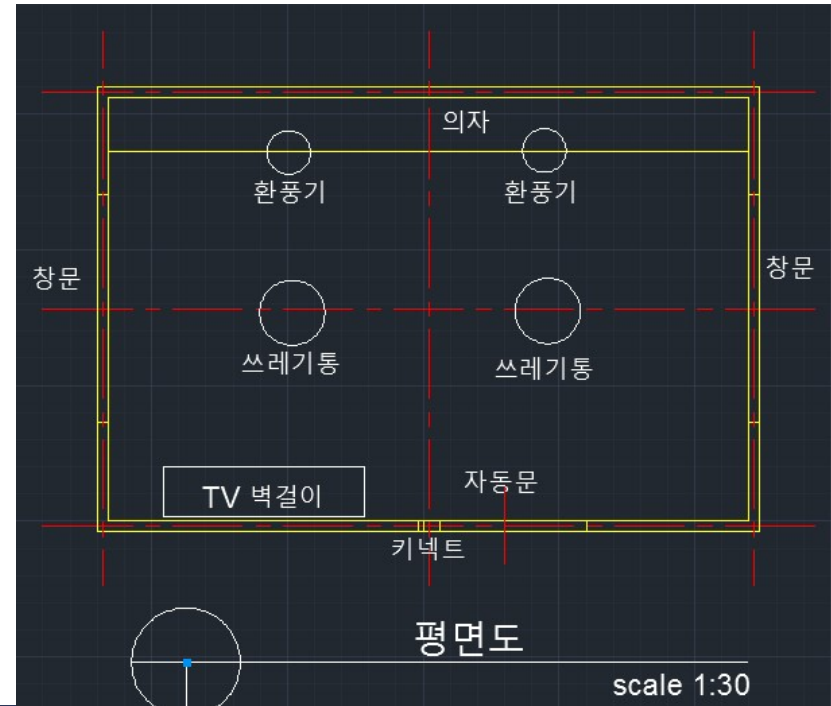 의자
환풍기
환풍기
창문
창문
쓰레기통
쓰레기통
TV 벽걸이
자동문
키넥트
평면도
scale 1:30